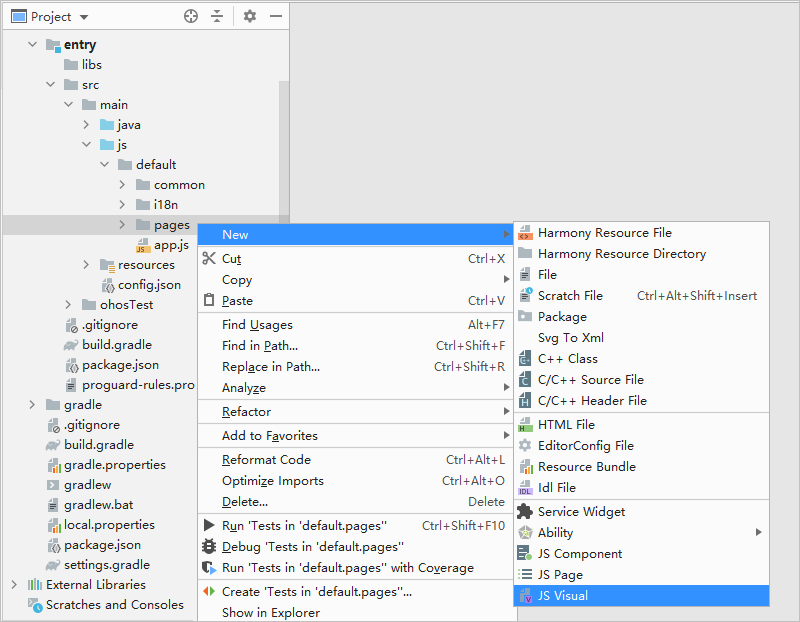 Project
entry
libs
src
main
java
js
default
common
i18n
pages
app.js
resources
config.json
ohosTest
.gitignore
build.gradle
package.json
proguard-rules.pro
gradle
.gitignore
build.gradle
gradle.properties
gradlew
gradlew.bat
local.properties
package.json
settings.gradle
External Libraries
Scratches and Consoles
New
Cut Ctrl+X
Copy
Paste Ctrl+V
Find Usages Alt+F7
Find in Path... Ctrl+Shift+F
Replace in Path... Ctrl+Shift+R
Analyze
Refactor
Add to Favorites
Reformat Code Ctrl+Alt+L
Optimize Imports Ctrl+Alt+O
Delete... Delete
Run 'Tests in 'default.pages'' Ctrl+Shift+F10
Debug 'Tests in 'default.pages''
Run 'Tests in 'default.pages'' with Coverage
Create 'Tests in 'default.pages''...
Show in Explorer
Harmony Resource File
Harmony Resource Directory
File
Scratch File Ctrl+Alt+Shift+Insert
Package
Svg To Xml
C++ Class
C/C++ Source File
C/C++ Header File
HTML File
EditorConfig File
Resource Bundle
Idl File
Service Widget
Ability
JS Component
JS Page
JS Visual